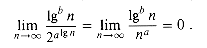 lim_{n→∞} lg^b n / 2^{a lg n} = lim_{n→∞} lg^b n / n^a = 0 .